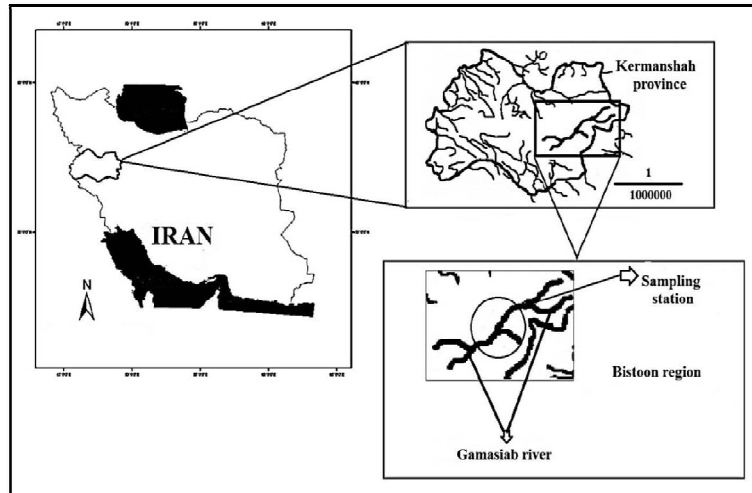 Kermanshah
province
1
1000000
IRAN
N
Sampling
station
Bistoon region
Gamasiab river